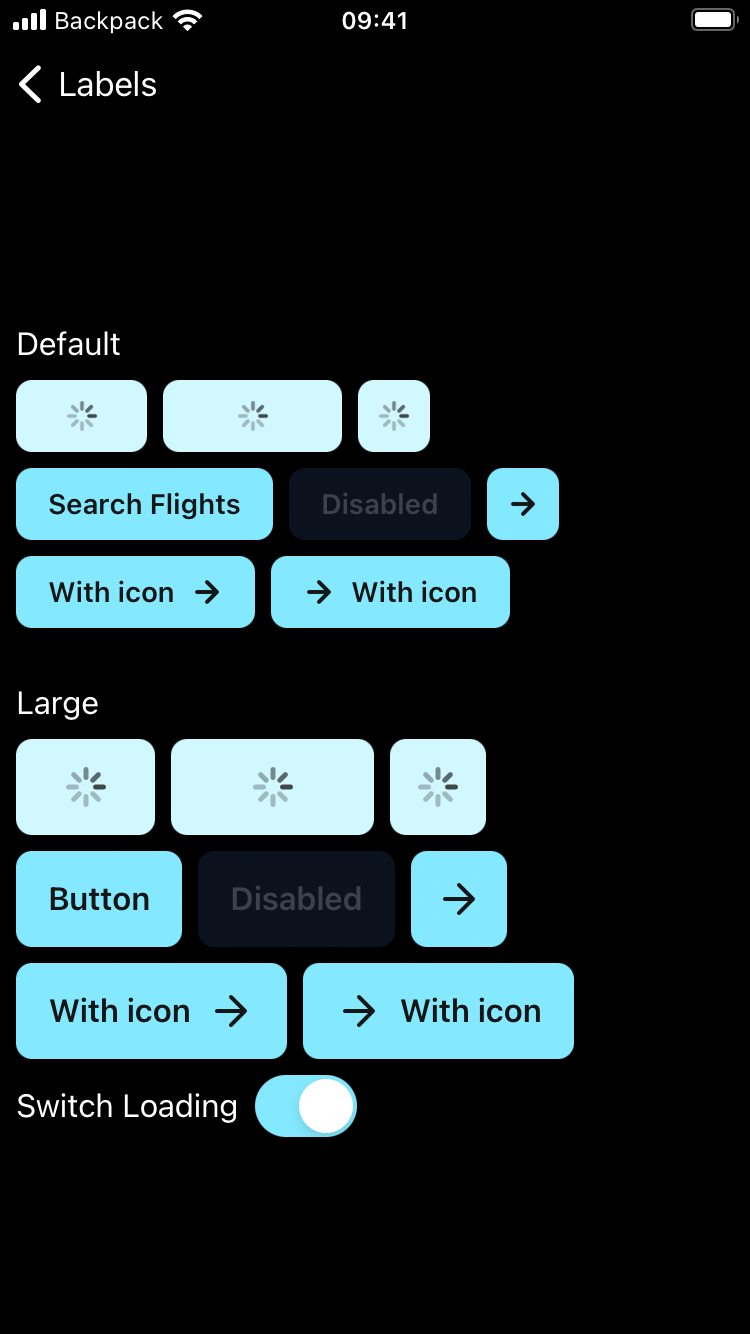 Backpack 09:41
Labels
Default
Search Flights Disabled
With icon With icon
Large
Button Disabled
With icon With icon
Switch Loading